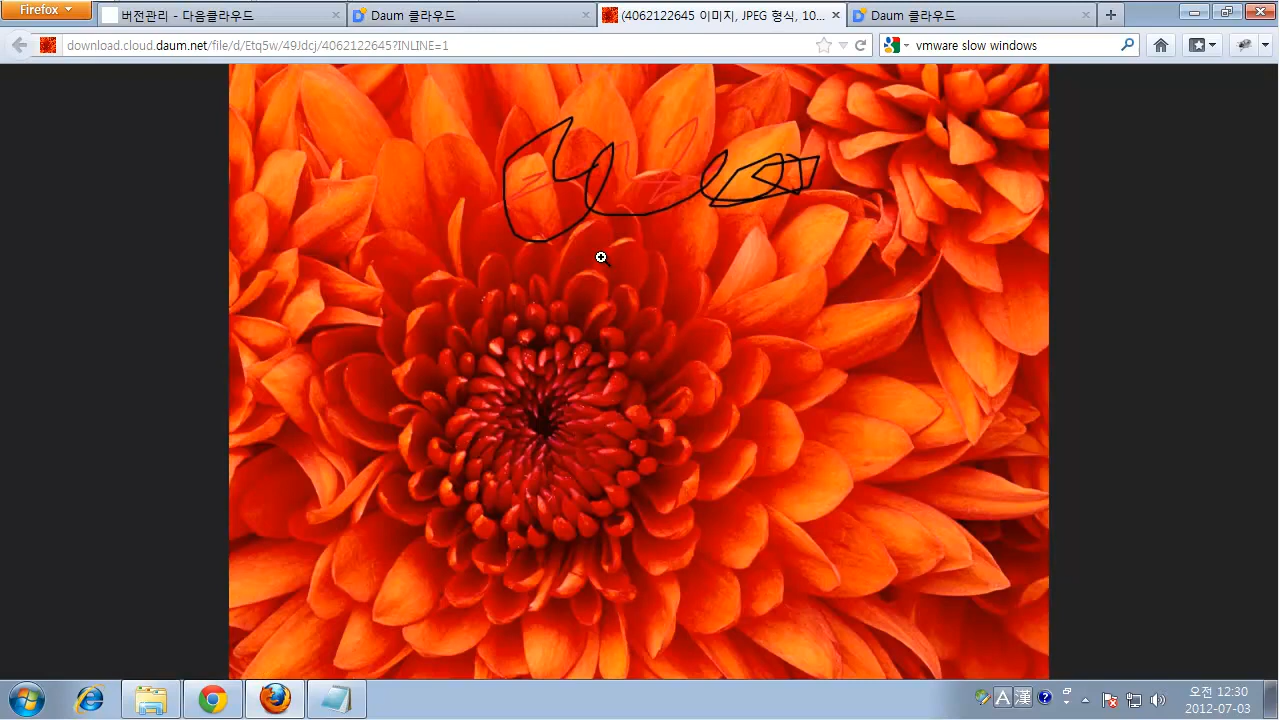 Firefox
버전관리 - 다음클라우드
Daum 클라우드
(4062122645 이미지, JPEG 형식, 10...
Daum 클라우드
download.cloud.daum.net/file/d/Etq5w/49Jdcj/4062122645?INLINE=1
vmware slow windows
A 漢
오전 12:30
2012-07-03